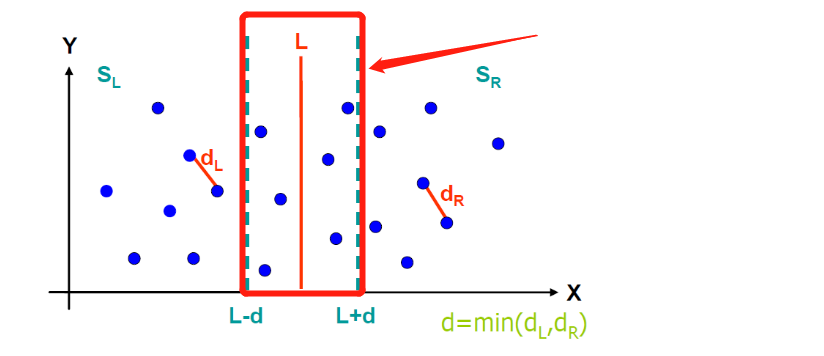 L
Y
S_L
S_R
d_L
d_R
X
L-d
L+d
d=min(d_L,d_R)